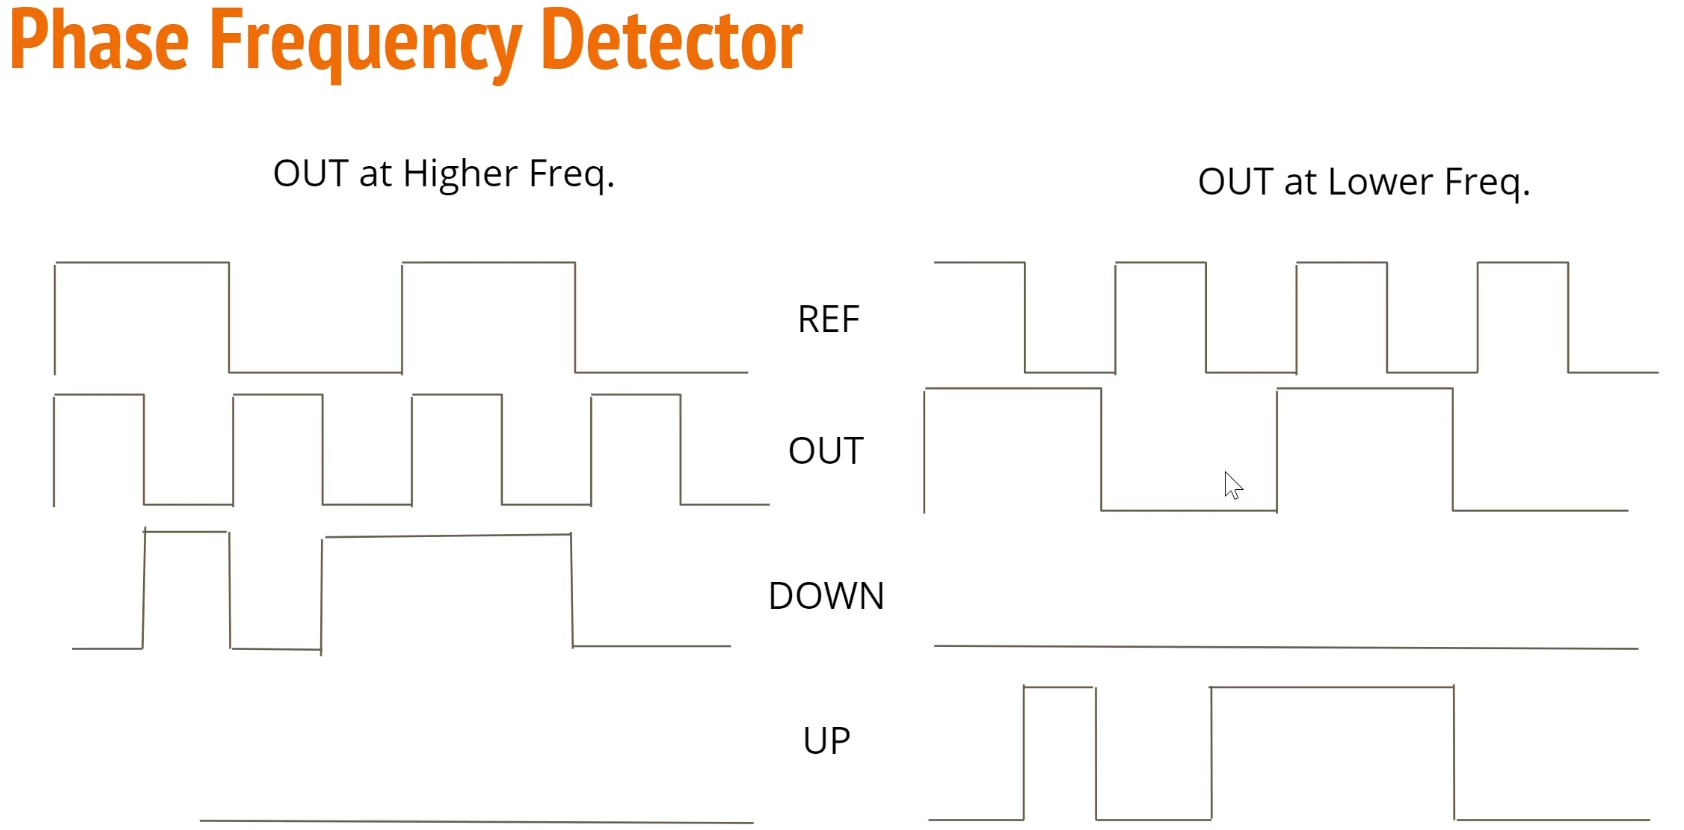 Phase Frequency Detector
OUT at Higher Freq.
OUT at Lower Freq.
REF
OUT
DOWN
UP